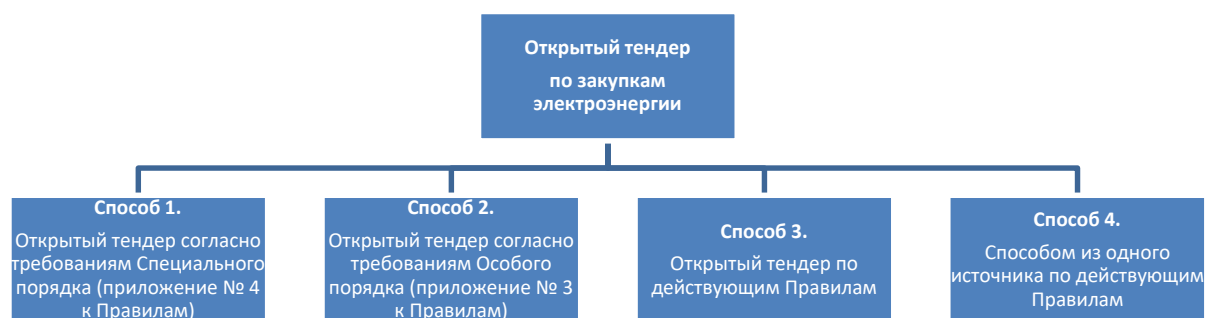 Открытый тендер
по закупкам
электроэнергии
Способ 1.
Открытый тендер согласно
требованиям Специального
порядка (приложение № 4
к Правилам)
Способ 2.
Открытый тендер согласно
требованиям Особого
порядка (приложение № 3
к Правилам)
Способ 3.
Открытый тендер по
действующим Правилам
Способ 4.
Способом из одного
источника по действующим
Правилам